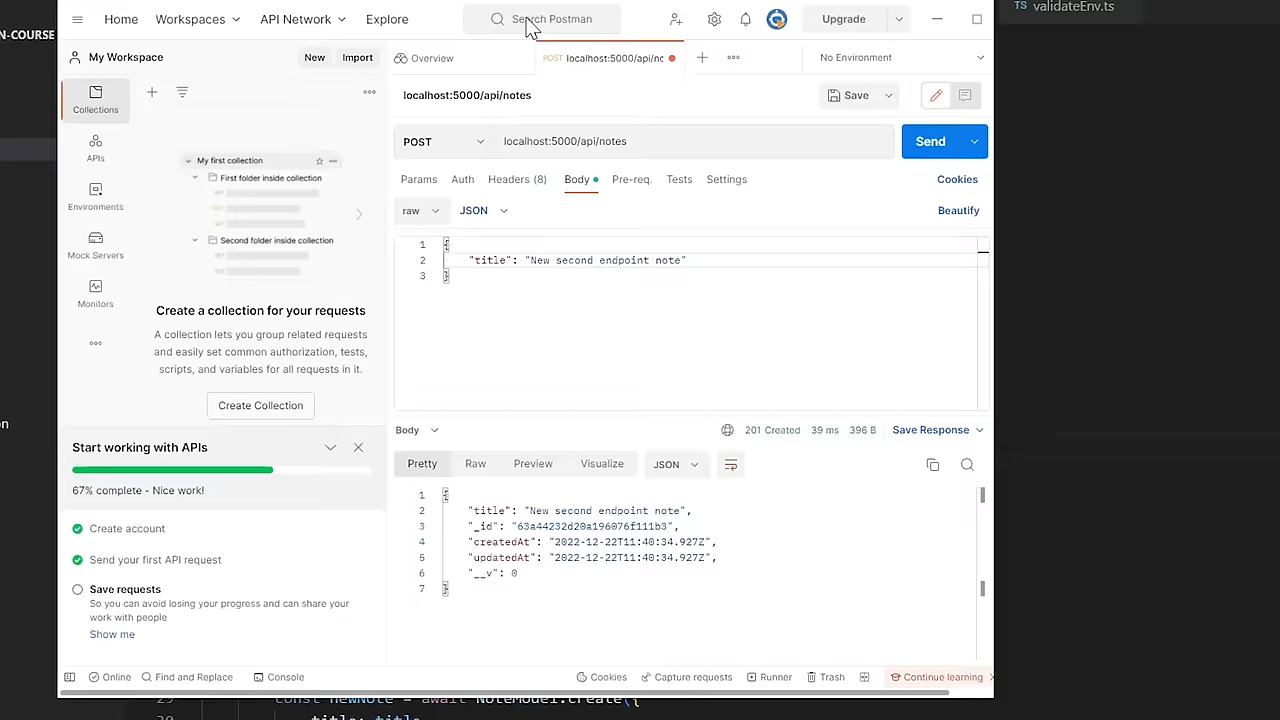 TS validateEnv.ts
N-COURSE
on
Home Workspaces API Network Explore Search Postman Upgrade
My Workspace New Import
Overview POST localhost:5000/api/nc No Environment
Collections
APIs
Environments
Mock Servers
Monitors
My first collection
First folder inside collection
Second folder inside collection
Create a collection for your requests
A collection lets you group related requests
and easily set common authorization, tests,
scripts, and variables for all requests in it.
Create Collection
Start working with APIs
67% complete - Nice work!
Create account
Send your first API request
Save requests
So you can avoid losing your progress and can share your
work with people
Show me
localhost:5000/api/notes Save
POST localhost:5000/api/notes Send
Params Auth Headers (8) Body Pre-req. Tests Settings Cookies
raw JSON Beautify
1 {
2 "title": "New second endpoint note"
3 }
Body 201 Created 39 ms 396 B Save Response
Pretty Raw Preview Visualize JSON
1 {
2 "title": "New second endpoint note",
3 "_id": "63a44232d20a196076f111b3",
4 "createdAt": "2022-12-22T11:40:34.927Z",
5 "updatedAt": "2022-12-22T11:40:34.927Z",
6 "__v": 0
7 }
Online Find and Replace Console Cookies Capture requests Runner Trash Continue learning
29 const newNote = await NoteModel.create({
30 title: title,